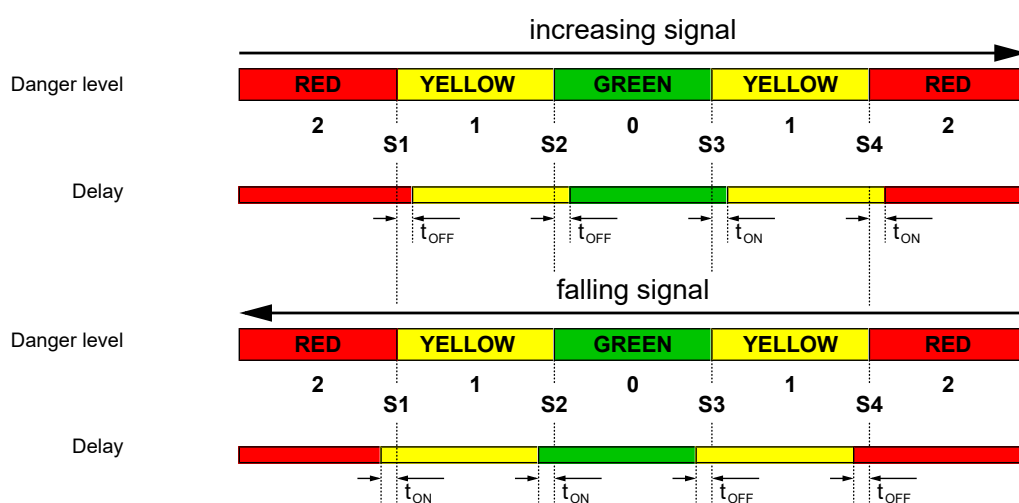 increasing signal
Danger level RED YELLOW GREEN YELLOW RED
2 1 0 1 2
S1 S2 S3 S4
Delay
tOFF tOFF tON tON
falling signal
Danger level RED YELLOW GREEN YELLOW RED
2 1 0 1 2
S1 S2 S3 S4
Delay
tON tON tOFF tOFF